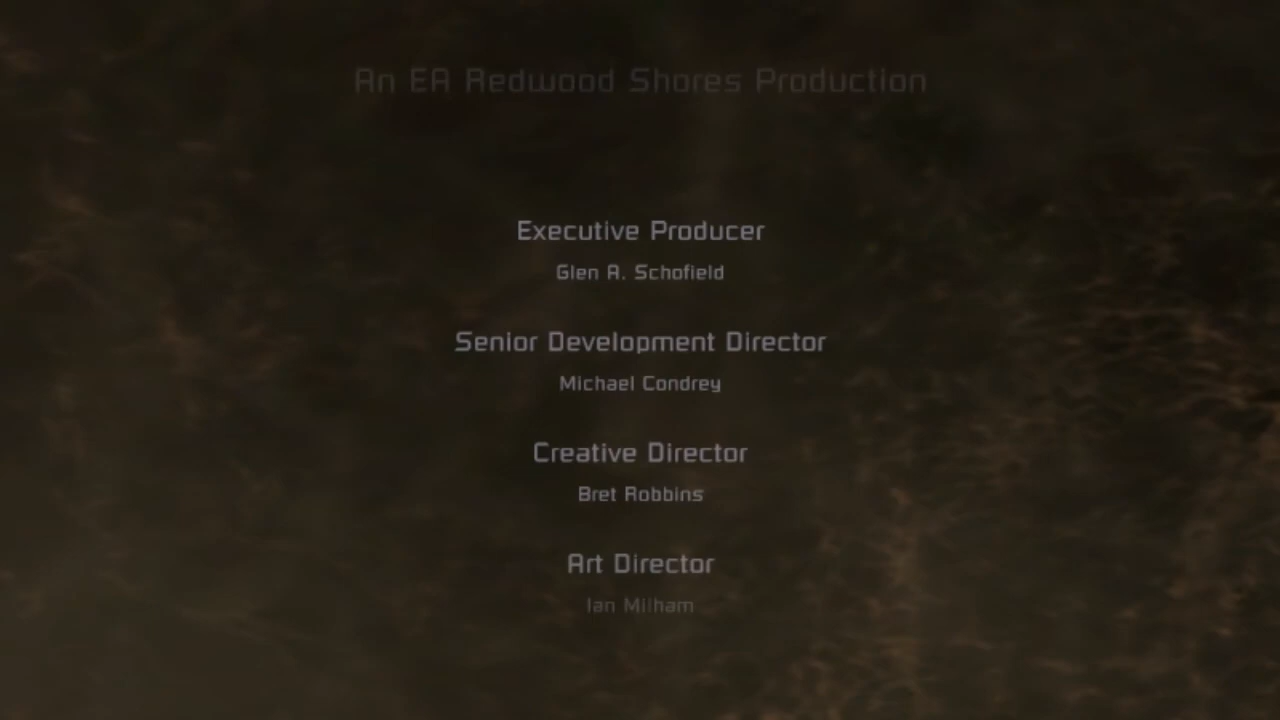 An EA Redwood Shores Production
Executive Producer
Glen A. Schofield
Senior Development Director
Michael Condrey
Creative Director
Bret Robbins
Art Director
Ian Milham